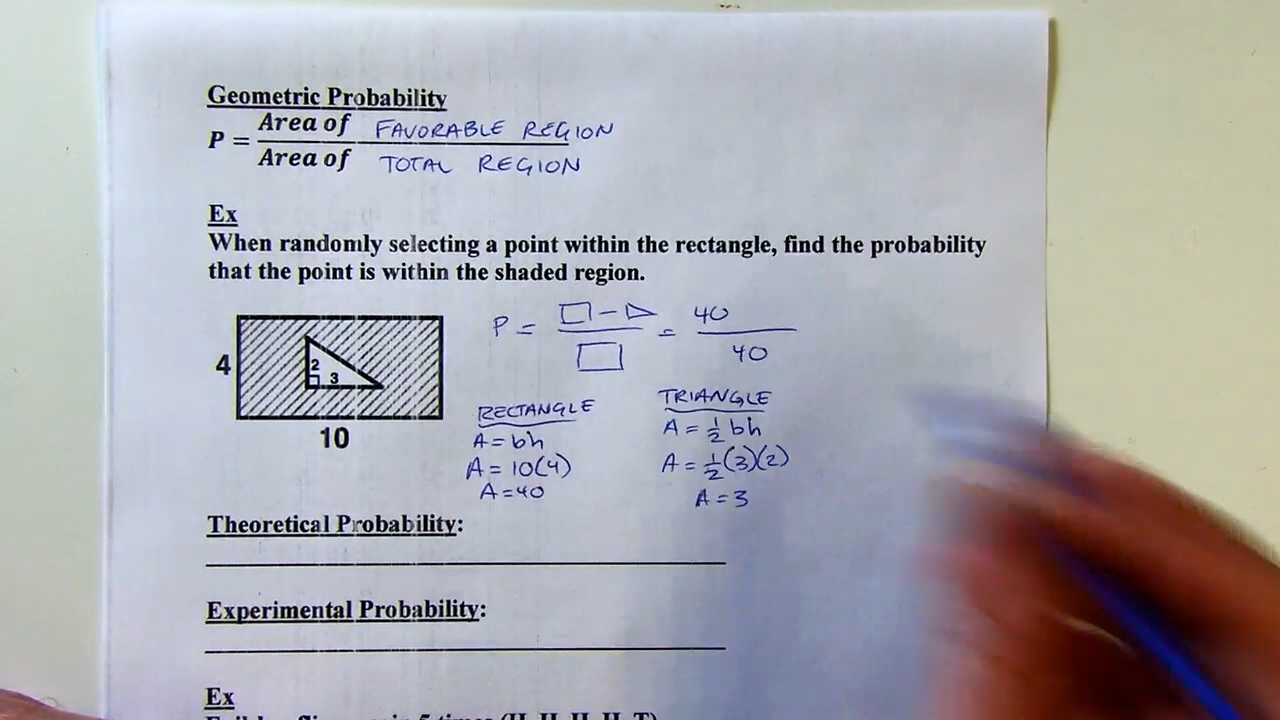 Geometric Probability
P = Area of FAVORABLE REGION
Area of TOTAL REGION
Ex
When randomly selecting a point within the rectangle, find the probability
that the point is within the shaded region.
P = □ - ▷ / □ = 40 / 40
4
2
3
10
RECTANGLE
A = bh
A = 10(4)
A = 40
TRIANGLE
A = 1/2 bh
A = 1/2 (3)(2)
A = 3
Theoretical Probability:
Experimental Probability:
Ex